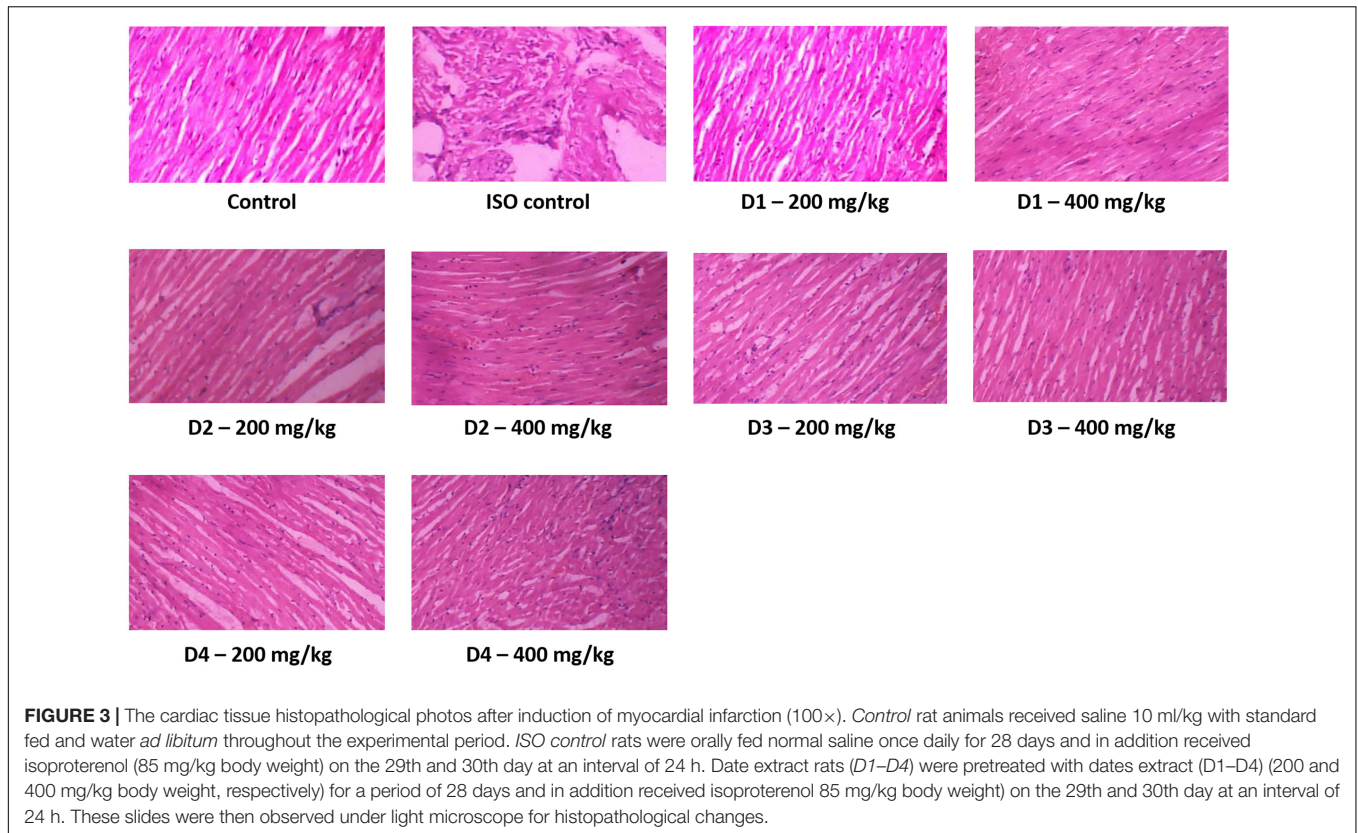 Control
ISO control
D1 – 200 mg/kg
D1 – 400 mg/kg
D2 – 200 mg/kg
D2 – 400 mg/kg
D3 – 200 mg/kg
D3 – 400 mg/kg
D4 – 200 mg/kg
D4 – 400 mg/kg
FIGURE 3 | The cardiac tissue histopathological photos after induction of myocardial infarction (100×). Control rat animals received saline 10 ml/kg with standard
fed and water ad libitum throughout the experimental period. ISO control rats were orally fed normal saline once daily for 28 days and in addition received
isoproterenol (85 mg/kg body weight) on the 29th and 30th day at an interval of 24 h. Date extract rats (D1–D4) were pretreated with dates extract (D1–D4) (200 and
400 mg/kg body weight, respectively) for a period of 28 days and in addition received isoproterenol 85 mg/kg body weight) on the 29th and 30th day at an interval of
24 h. These slides were then observed under light microscope for histopathological changes.